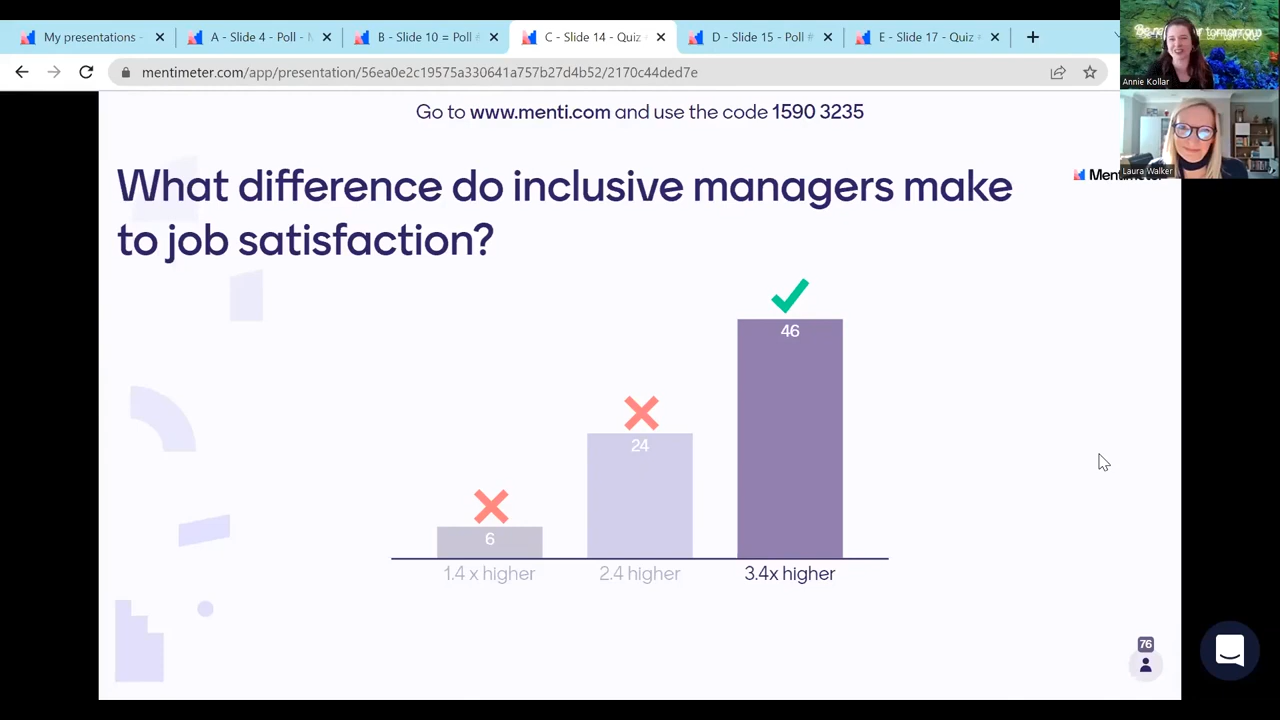 My presentations -
A - Slide 4 - Poll - N
B - Slide 10 = Poll #
C - Slide 14 - Quiz
D - Slide 15 - Poll #
E - Slide 17 - Quiz
mentimeter.com/app/presentation/56ea0e2c19575a330641a757b27d4b52/2170c44ded7e
Annie Kollar
Laura Walker
Go to www.menti.com and use the code 1590 3235
What difference do inclusive managers make
to job satisfaction?
Mentimeter
46
24
6
1.4 x higher
2.4 higher
3.4x higher
76